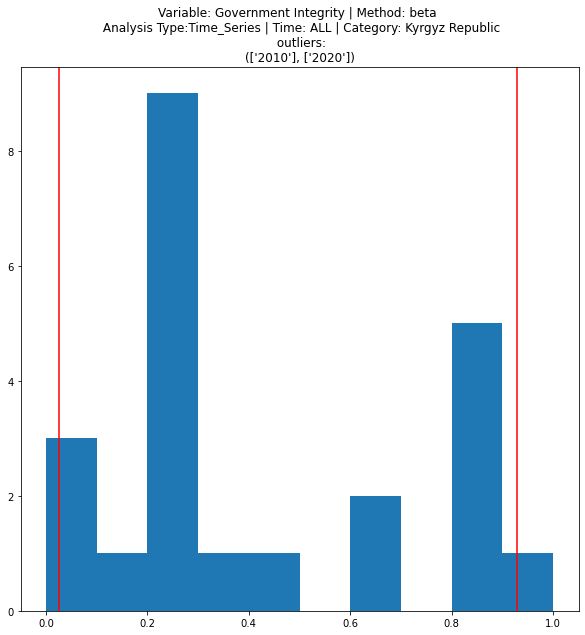 Variable: Government Integrity | Method: beta
Analysis Type:Time_Series | Time: ALL | Category: Kyrgyz Republic
outliers:
(['2010'], ['2020'])
8
6
4
2
0
0.0 0.2 0.4 0.6 0.8 1.0